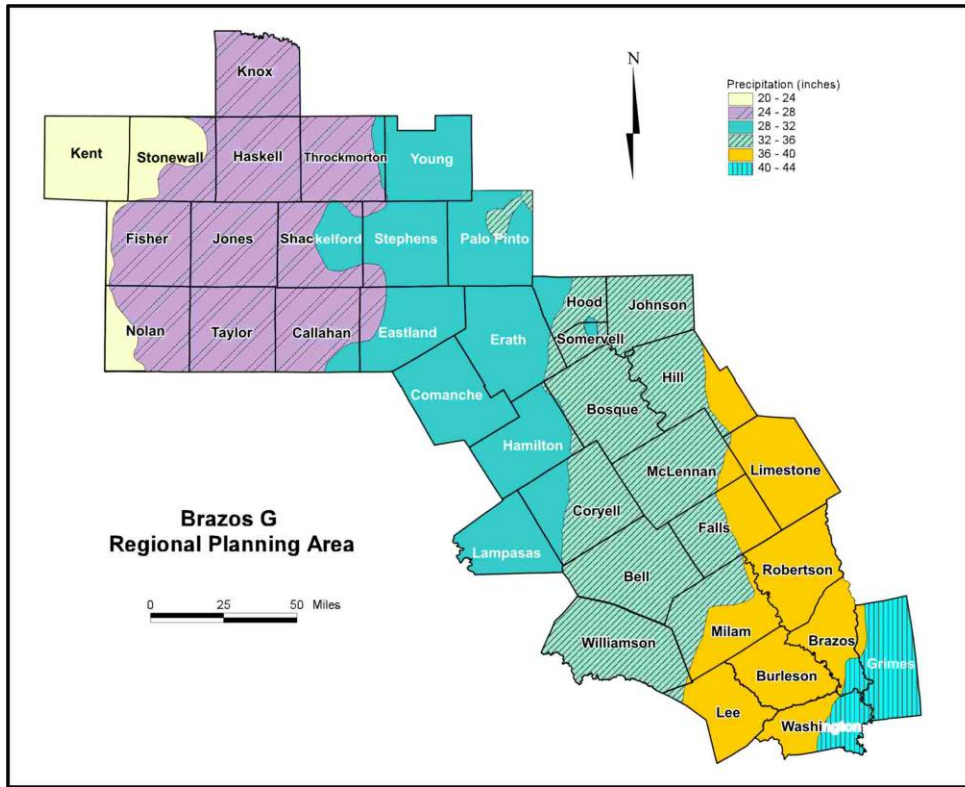 Knox
N
Precipitation (inches)
20 - 24
24 - 28
28 - 32
32 - 36
36 - 40
40 - 44
Kent
Stonewall
Haskell
Throckmorton
Young
Fisher
Jones
Shackelford
Stephens
Palo Pinto
Nolan
Taylor
Callahan
Eastland
Erath
Hood
Johnson
Somervell
Comanche
Bosque
Hill
Hamilton
McLennan
Limestone
Brazos G
Regional Planning Area
Coryell
Falls
Lampasas
Bell
Robertson
0 25 50 Miles
Williamson
Milam
Brazos
Grimes
Burleson
Lee
Washington